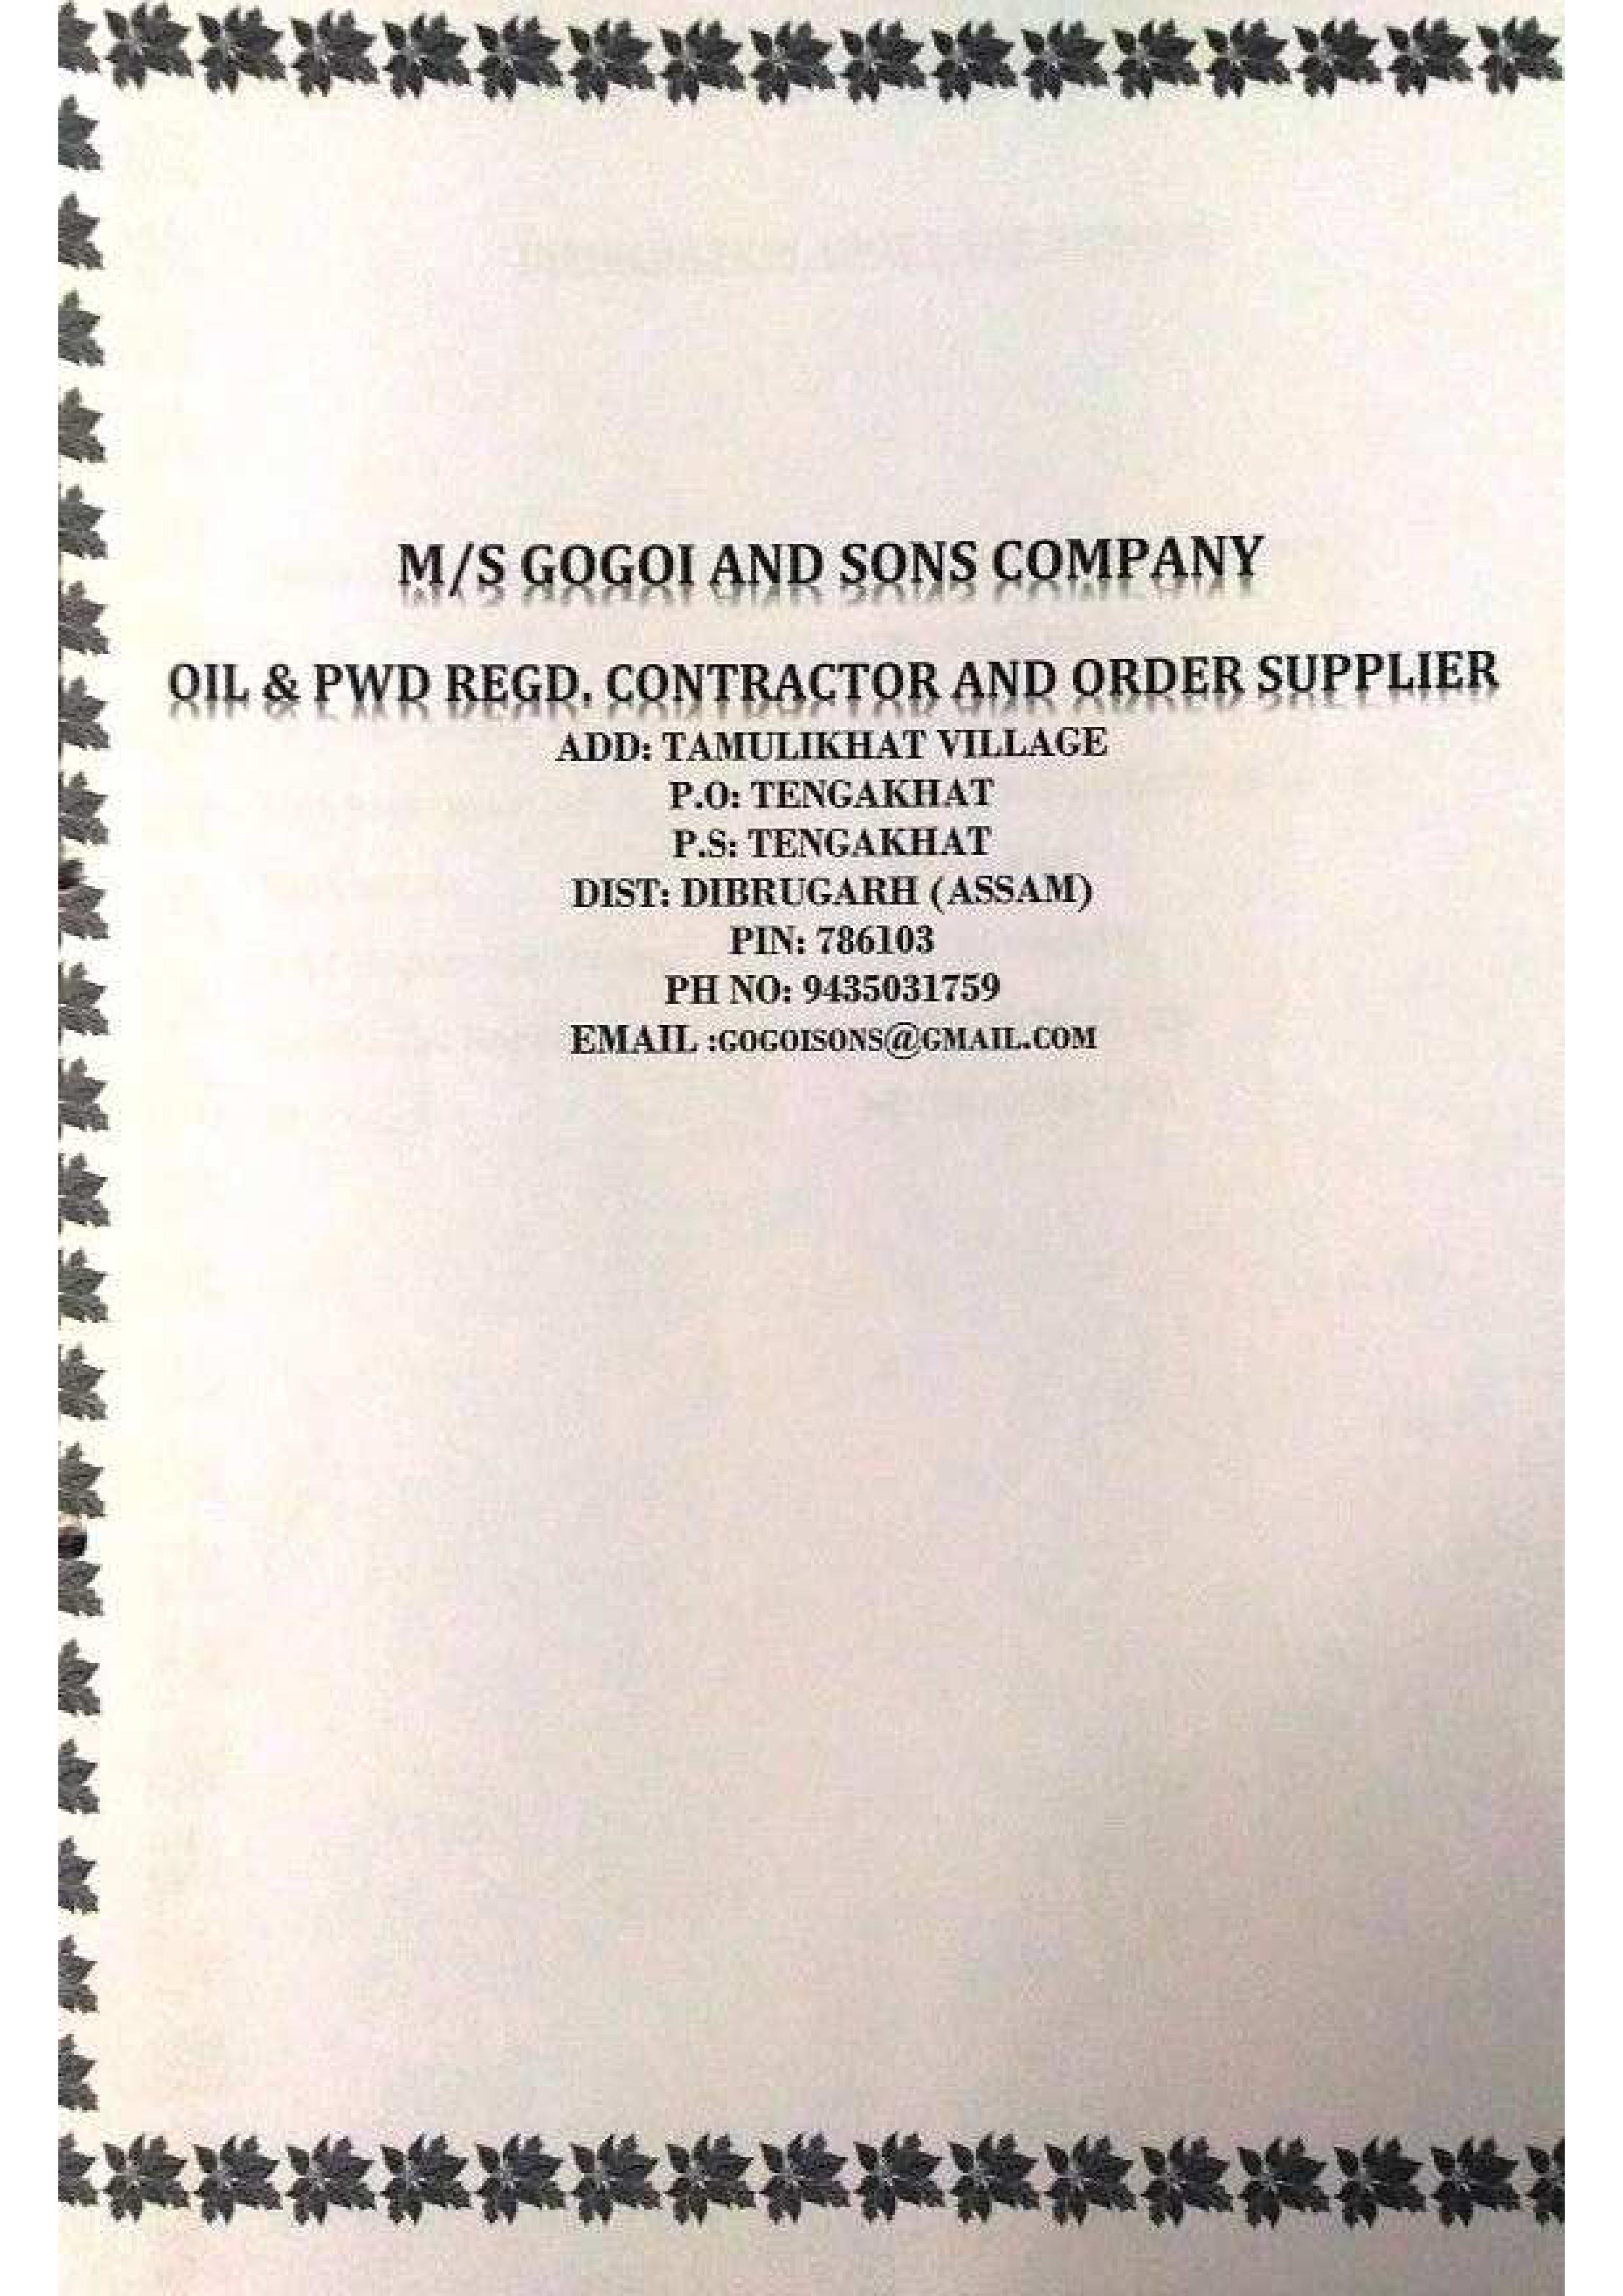 M/S GOGOI AND SONS COMPANY
OIL & PWD REGD. CONTRACTOR AND ORDER SUPPLIER
ADD: TAMULIKHAT VILLAGE
P.O: TENGAKHAT
P.S: TENGAKHAT
DIST: DIBRUGARH (ASSAM)
PIN: 786103
PH NO: 9435031759
EMAIL :GOGOISONS@GMAIL.COM